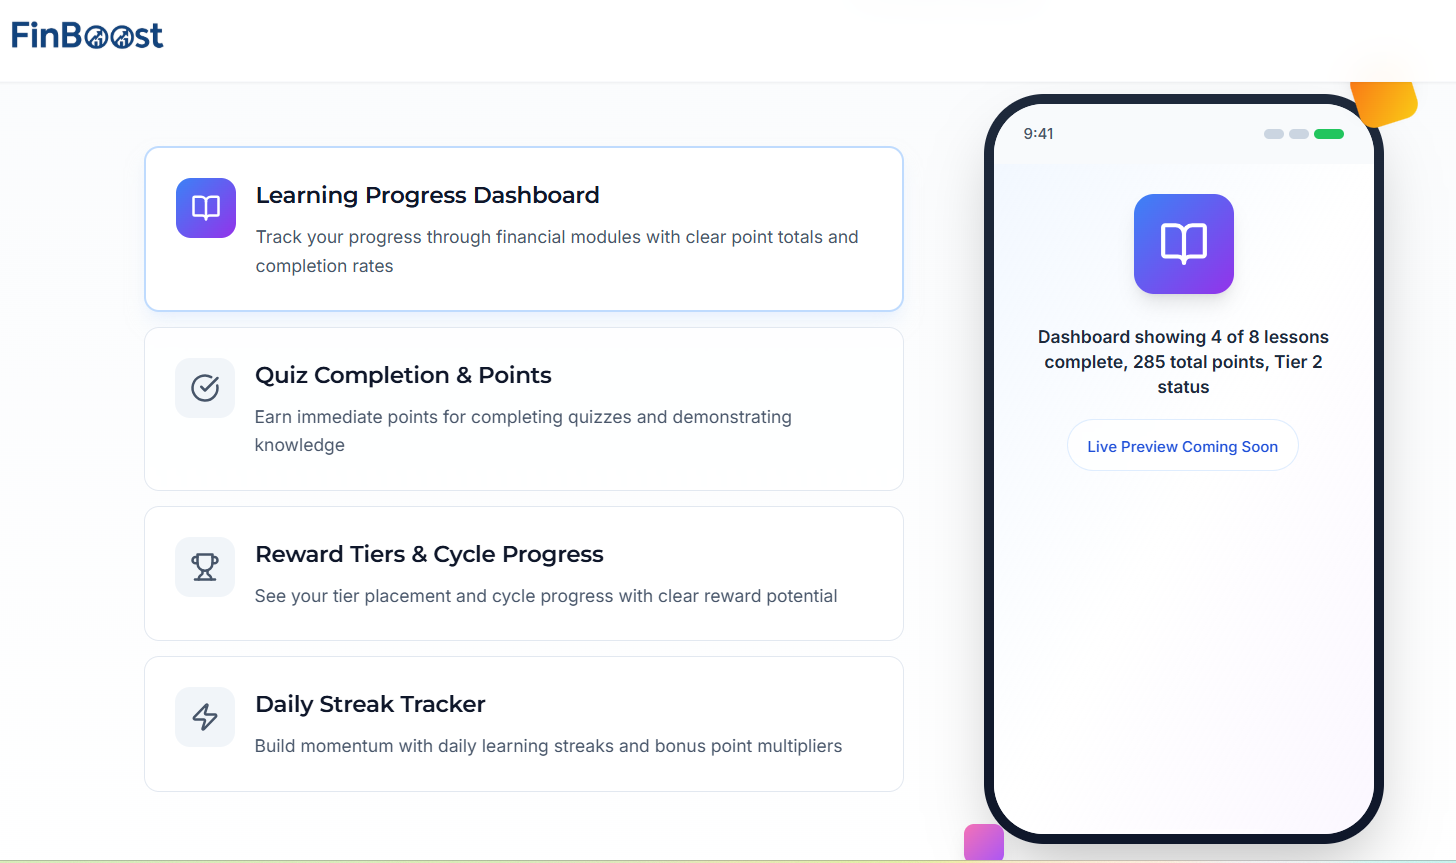 FinBoost
Learning Progress Dashboard
Track your progress through financial modules with clear point totals and
completion rates
Quiz Completion & Points
Earn immediate points for completing quizzes and demonstrating
knowledge
Reward Tiers & Cycle Progress
See your tier placement and cycle progress with clear reward potential
Daily Streak Tracker
Build momentum with daily learning streaks and bonus point multipliers
9:41
Dashboard showing 4 of 8 lessons
complete, 285 total points, Tier 2
status
Live Preview Coming Soon